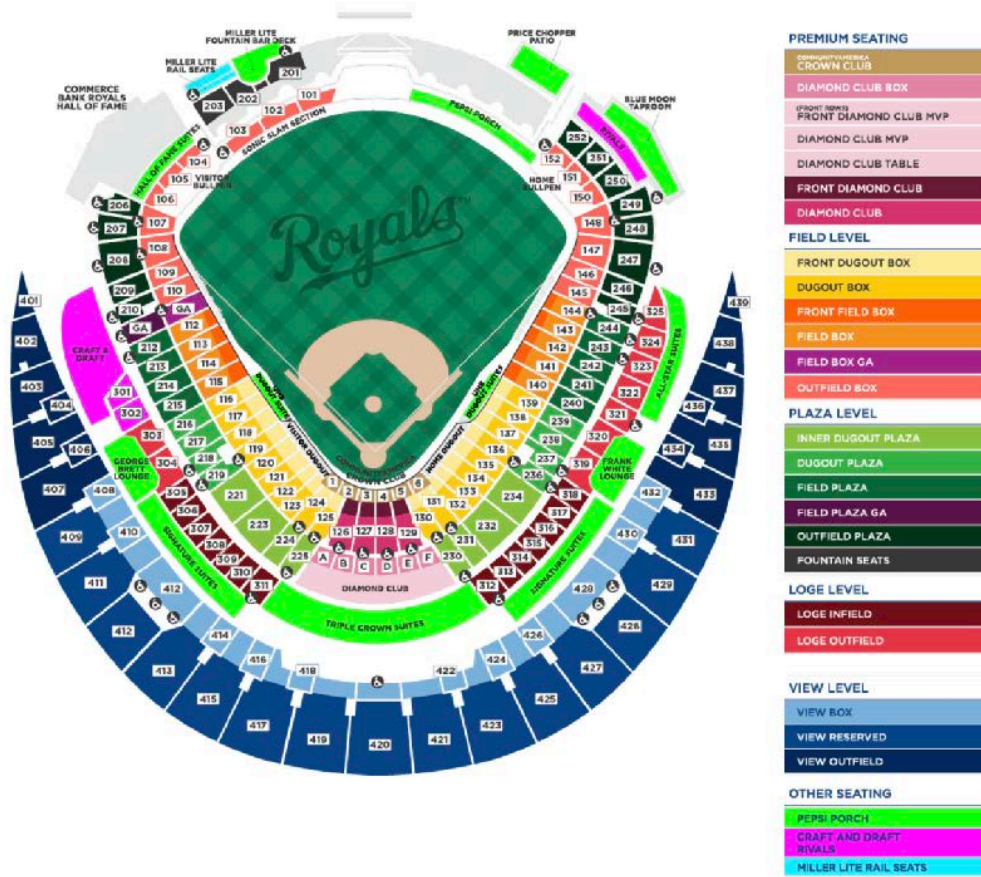 MILLER LITE
FOUNTAIN BAR DECK
PRICE CHOPPER
PATIO
MILLER LITE
RAIL SEATS
COMMERCE
BANK ROYALS
HALL OF FAME
201
202
203
101
102
103
SONIC SLAM SECTION
PEPSI PORCH
BLUE MOON
TAPROOM
RIVALS
HALL OF FAME SUITES
104
105
106
VISITOR
BULLPEN
HOME
BULLPEN
252
251
250
249
248
247
246
245
152
151
150
148
147
146
145
144
143
142
141
140
139
138
137
136
135
134
133
132
131
130
206
207
208
209
210
GA
212
213
214
215
216
217
218
219
221
223
224
225
107
108
109
110
GA
112
113
114
115
116
117
118
119
120
121
122
123
124
125
126
127
128
129
Royals
UHB
DUGOUT SUITES
VISITOR DUGOUT
UHB
DUGOUT SUITES
HOME DUGOUT
COMMUNITYAMERICA
CROWN CLUB
1
2
3
4
5
6
A
B
C
D
E
F
DIAMOND CLUB
244
243
242
241
240
239
238
237
236
234
232
231
230
CRAFT &
DRAFT
301
302
303
304
305
306
307
308
309
310
311
GEORGE
BRETT
LOUNGE
SIGNATURE SUITES
TRIPLE CROWN SUITES
SIGNATURE SUITES
FRANK
WHITE
LOUNGE
ALL-STAR SUITES
325
324
323
322
321
320
319
318
317
316
315
314
313
312
401
402
403
404
405
406
407
408
409
410
411
412
412
413
414
415
416
417
418
419
420
421
422
423
424
425
426
427
428
428
429
430
431
432
433
434
435
436
437
438
439
PREMIUM SEATING
COMMUNITYAMERICA
CROWN CLUB
DIAMOND CLUB BOX
(FRONT ROWS)
FRONT DIAMOND CLUB MVP
DIAMOND CLUB MVP
DIAMOND CLUB TABLE
FRONT DIAMOND CLUB
DIAMOND CLUB
FIELD LEVEL
FRONT DUGOUT BOX
DUGOUT BOX
FRONT FIELD BOX
FIELD BOX
FIELD BOX GA
OUTFIELD BOX
PLAZA LEVEL
INNER DUGOUT PLAZA
DUGOUT PLAZA
FIELD PLAZA
FIELD PLAZA GA
OUTFIELD PLAZA
FOUNTAIN SEATS
LOGE LEVEL
LOGE INFIELD
LOGE OUTFIELD
VIEW LEVEL
VIEW BOX
VIEW RESERVED
VIEW OUTFIELD
OTHER SEATING
PEPSI PORCH
CRAFT AND DRAFT
RIVALS
MILLER LITE RAIL SEATS